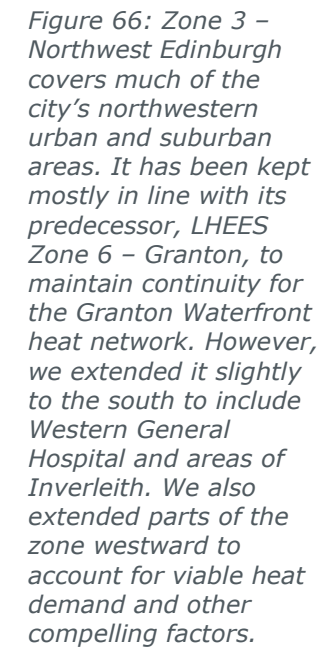 Figure 66: Zone 3 –
Northwest Edinburgh
covers much of the
city’s northwestern
urban and suburban
areas. It has been kept
mostly in line with its
predecessor, LHEES
Zone 6 – Granton, to
maintain continuity for
the Granton Waterfront
heat network. However,
we extended it slightly
to the south to include
Western General
Hospital and areas of
Inverleith. We also
extended parts of the
zone westward to
account for viable heat
demand and other
compelling factors.